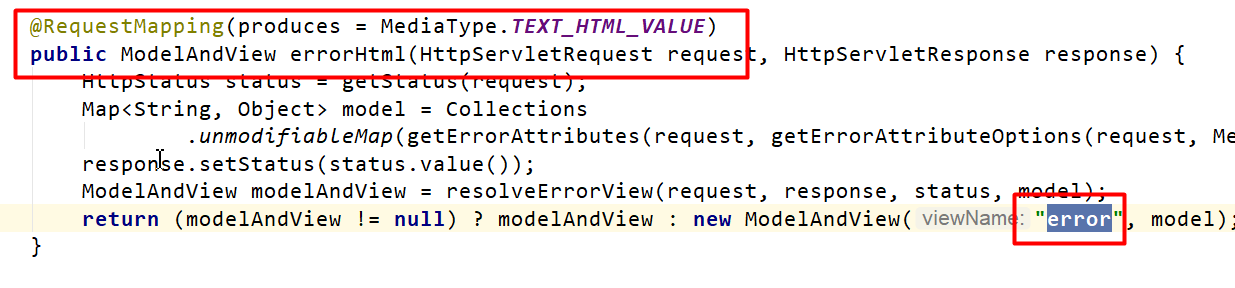 @RequestMapping(produces = MediaType.TEXT_HTML_VALUE)
public ModelAndView errorHtml(HttpServletRequest request, HttpServletResponse response) {
HttpStatus status = getStatus(request);
Map<String, Object> model = Collections
.unmodifiableMap(getErrorAttributes(request, getErrorAttributeOptions(request, Me
response.setStatus(status.value());
ModelAndView modelAndView = resolveErrorView(request, response, status, model);
return (modelAndView != null) ? modelAndView : new ModelAndView( viewName: "error", model);
}